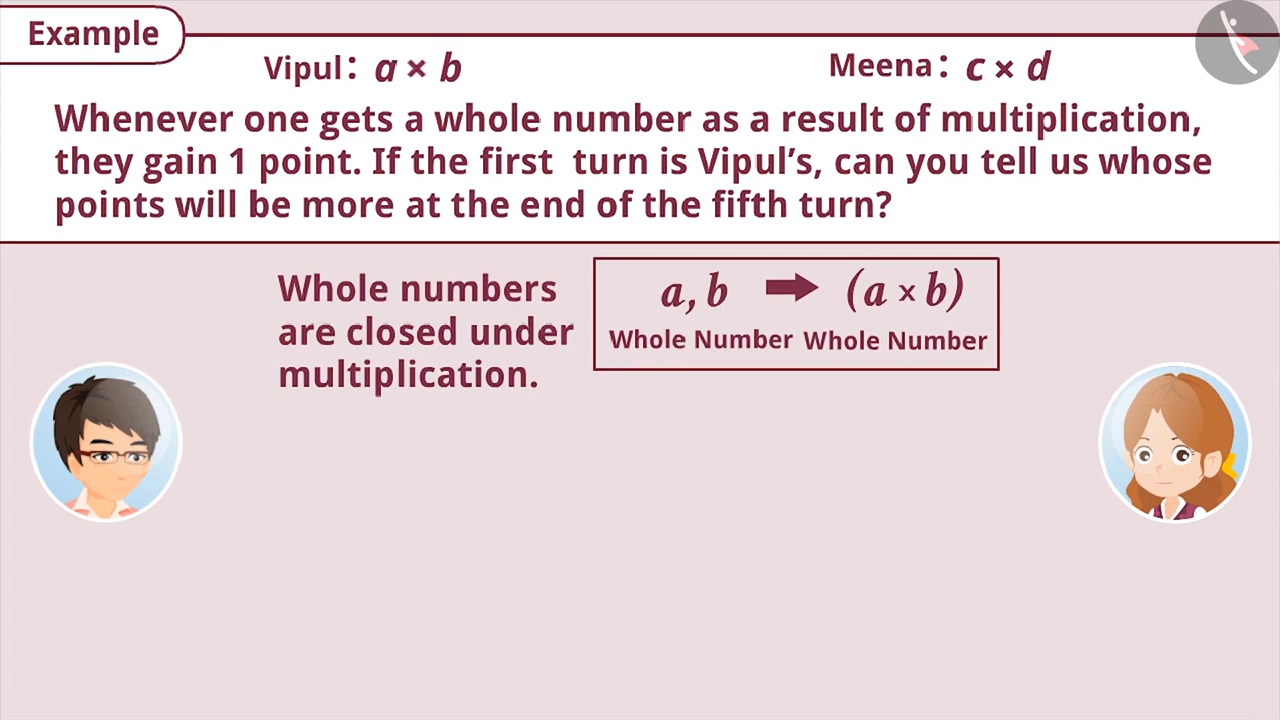 Example
Vipul: a × b
Meena: c × d
Whenever one gets a whole number as a result of multiplication,
they gain 1 point. If the first turn is Vipul’s, can you tell us whose
points will be more at the end of the fifth turn?
Whole numbers
are closed under
multiplication.
a, b ➡ (a × b)
Whole Number Whole Number